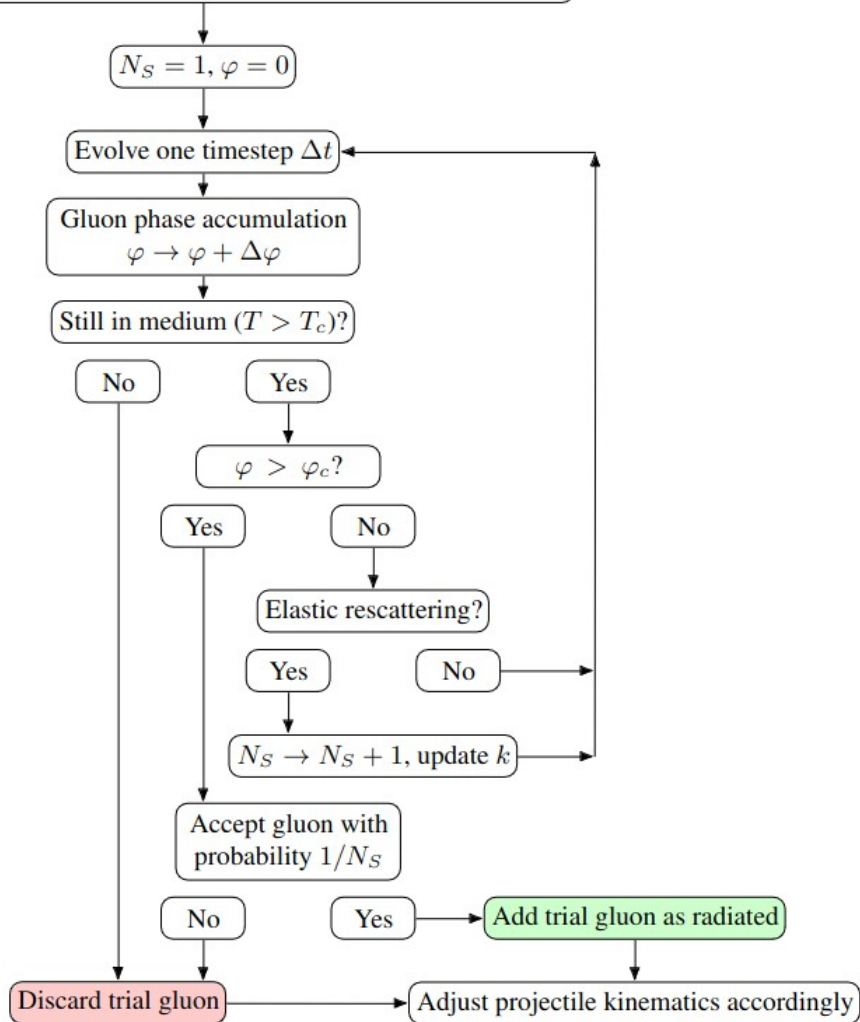 N_S = 1, φ = 0
Evolve one timestep Δt
Gluon phase accumulation
φ → φ + Δφ
Still in medium (T > T_c)?
No
Yes
φ > φ_c?
Yes
No
Elastic rescattering?
Yes
No
N_S → N_S + 1, update k
Accept gluon with
probability 1/N_S
No
Yes
Add trial gluon as radiated
Discard trial gluon
Adjust projectile kinematics accordingly